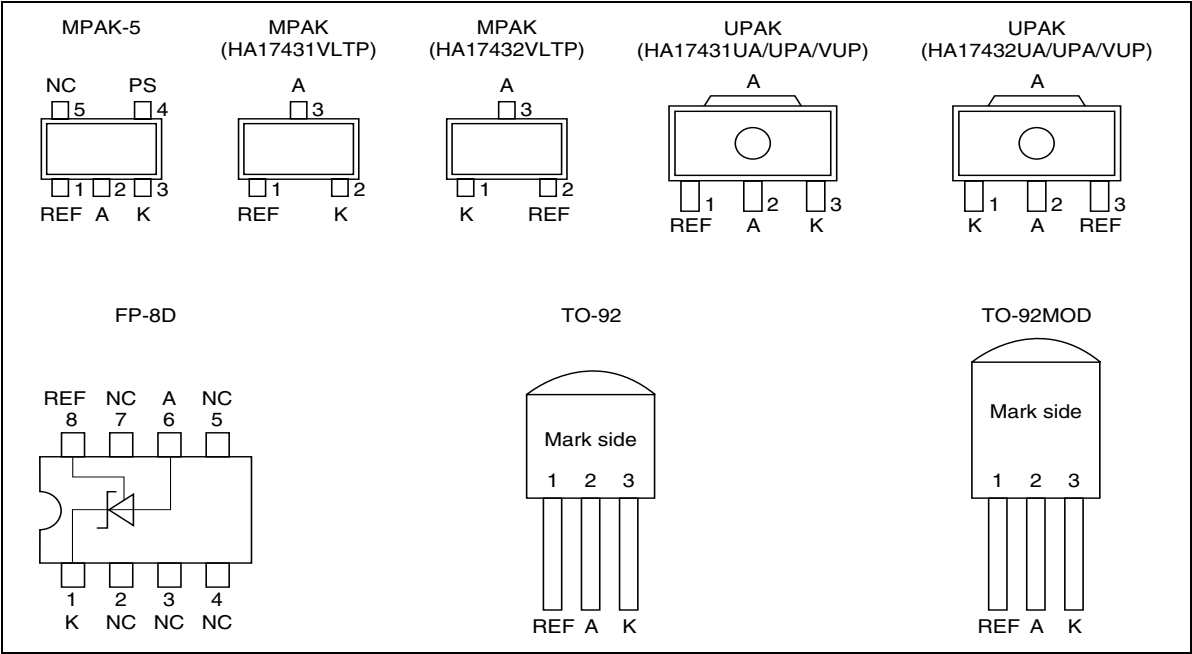 MPAK-5
NC PS
5 4
1 2 3
REF A K
MPAK
(HA17431VLTP)
A
3
1 2
REF K
MPAK
(HA17432VLTP)
A
3
1 2
K REF
UPAK
(HA17431UA/UPA/VUP)
A
1 2 3
REF A K
UPAK
(HA17432UA/UPA/VUP)
A
1 2 3
K A REF
FP-8D
REF NC A NC
8 7 6 5
1 2 3 4
K NC NC NC
TO-92
Mark side
1 2 3
REF A K
TO-92MOD
Mark side
1 2 3
REF A K